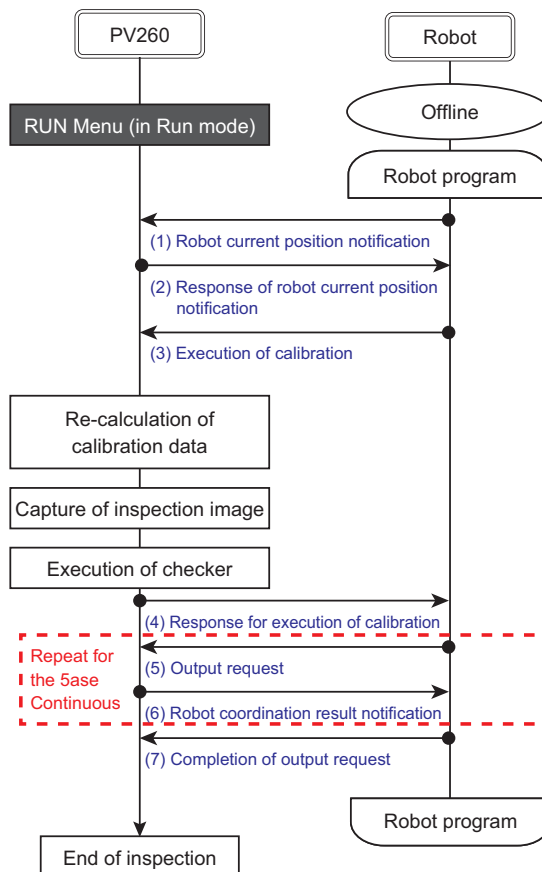 PV260
Robot
RUN Menu (in Run mode)
Offline
Robot program
(1) Robot current position notification
(2) Response of robot current position
notification
(3) Execution of calibration
Re-calculation of
calibration data
Capture of inspection image
Execution of checker
(4) Response for execution of calibration
Repeat for
the 5ase
Continuous
(5) Output request
(6) Robot coordination result notification
(7) Completion of output request
Robot program
End of inspection